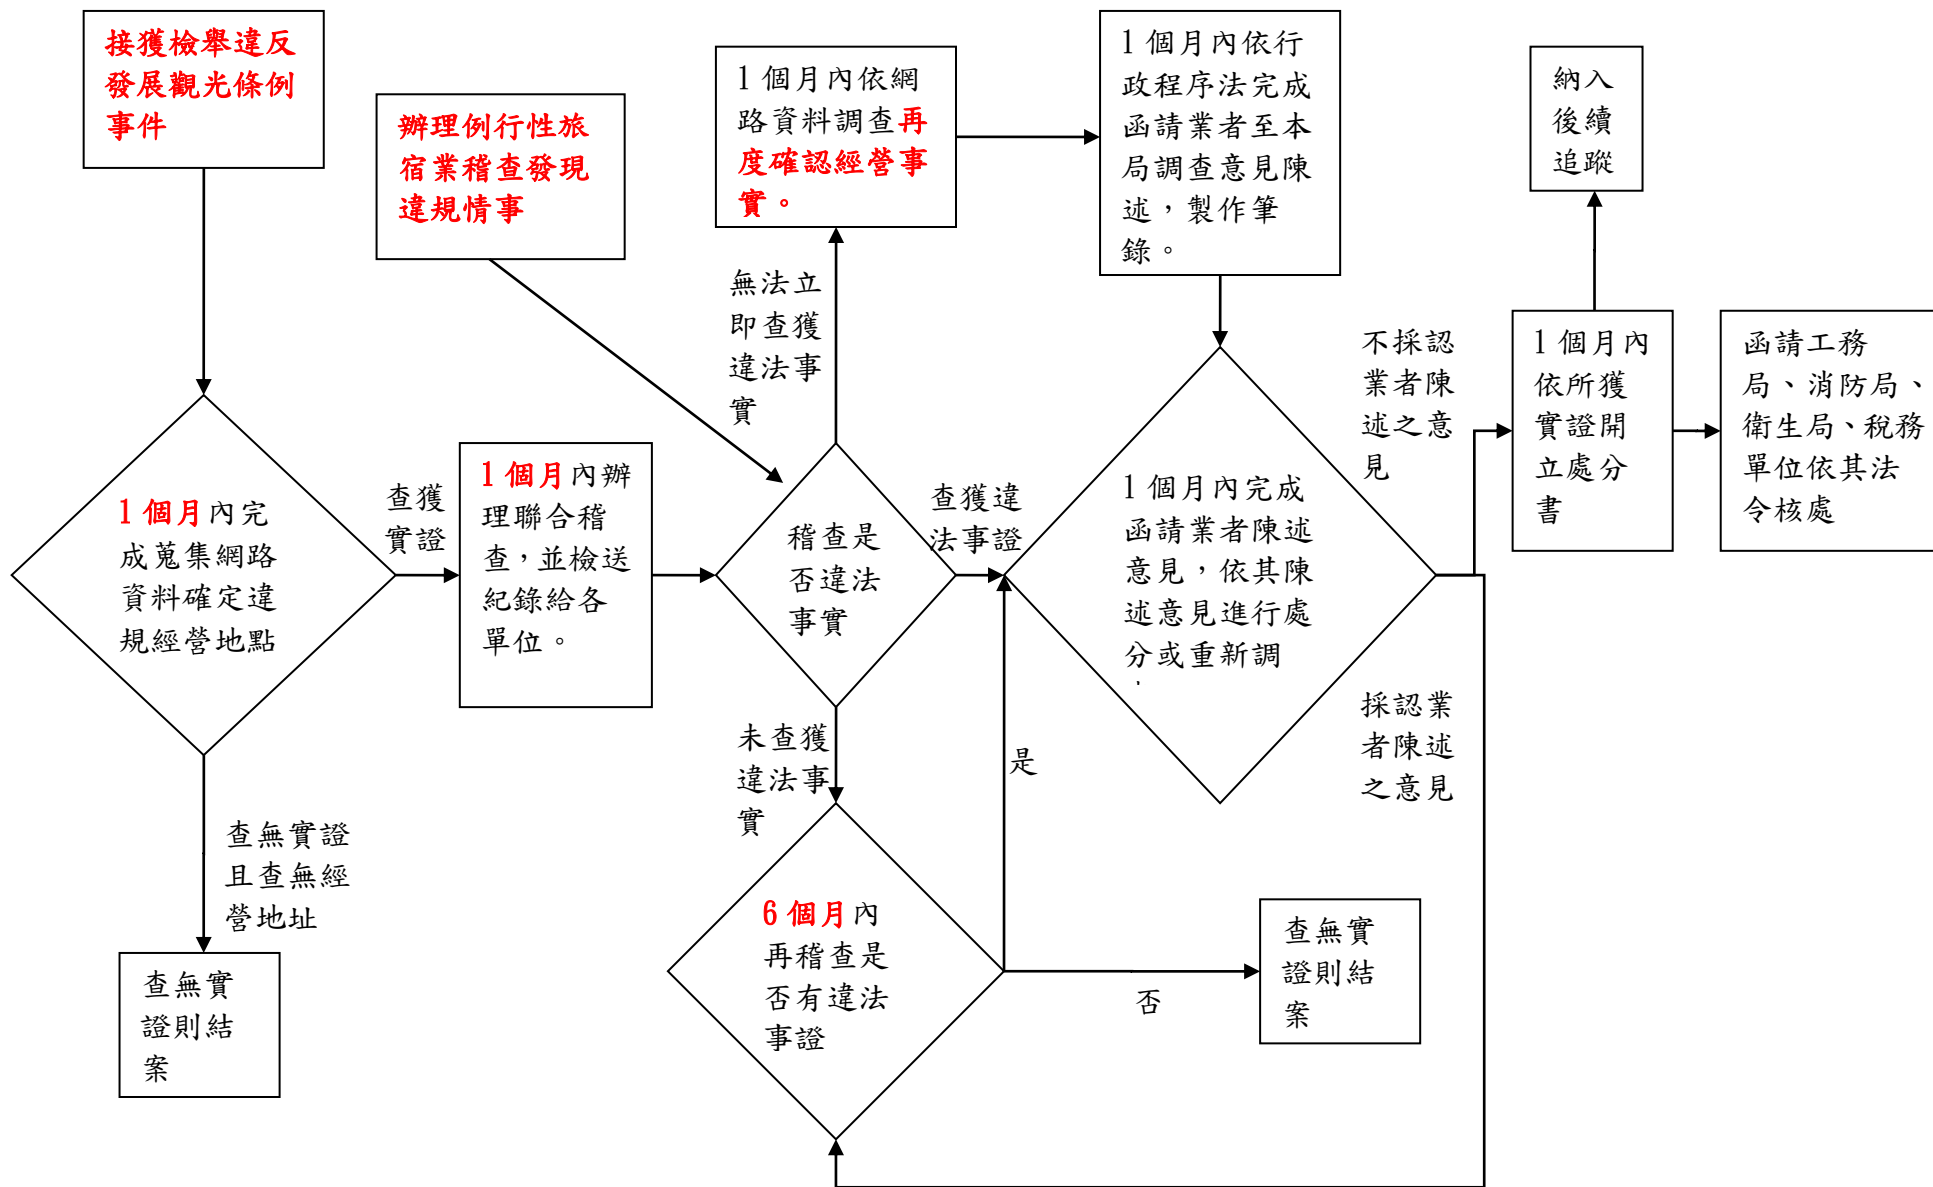 接獲檢舉違反
發展觀光條例
事件
辦理例行性旅
宿業稽查發現
違規情事
1 個月內依網
路資料調查再
度確認經營事
實。
1 個月內依行
政程序法完成
函請業者至本
局調查意見陳
述，製作筆
錄。
納入
後續
追蹤
無法立
即查獲
違法事
實
不採認
業者陳
述之意
見
1 個月內
依所獲
實證開
立處分
書
函請工務
局、消防局、
衛生局、稅務
單位依其法
令核處
1 個月內完
成蒐集網路
資料確定違
規經營地點
查獲
實證
1 個月內辦
理聯合稽
查，並檢送
紀錄給各
單位。
稽查是
否違法
事實
查獲違
法事證
1 個月內完成
函請業者陳述
意見，依其陳
述意見進行處
分或重新調
採認業
者陳述
之意見
未查獲
違法事
實
是
查無實證
且查無經
營地址
查無實
證則結
案
6 個月內
再稽查是
否有違法
事證
否
查無實
證則結
案